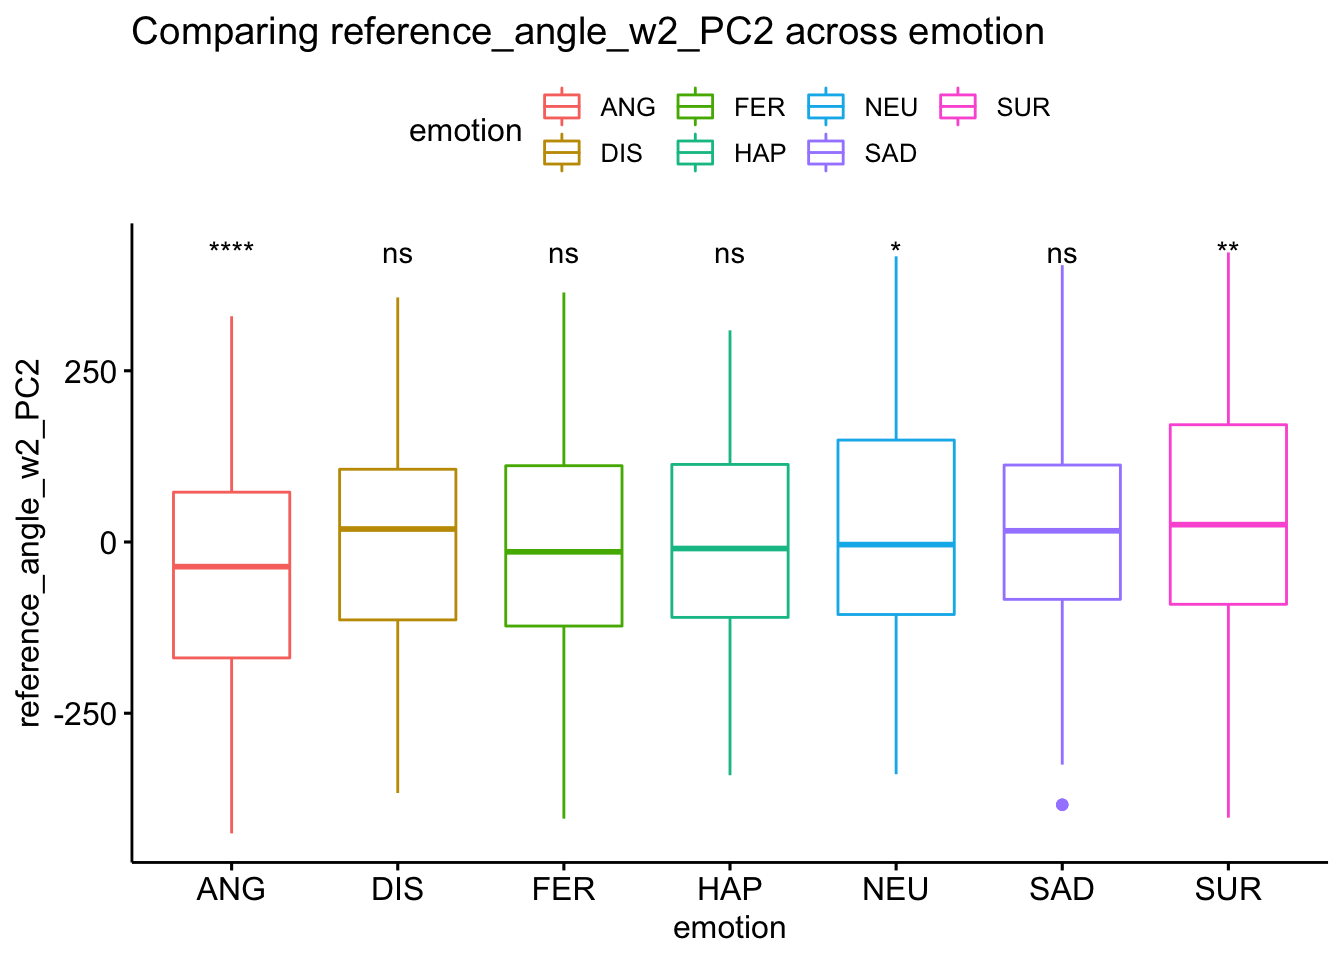 Comparing reference_angle_w2_PC2 across emotion
emotion
ANG FER NEU SUR
DIS HAP SAD
**** ns ns ns * ns **
reference_angle_w2_PC2
250
0
-250
ANG DIS FER HAP NEU SAD SUR
emotion